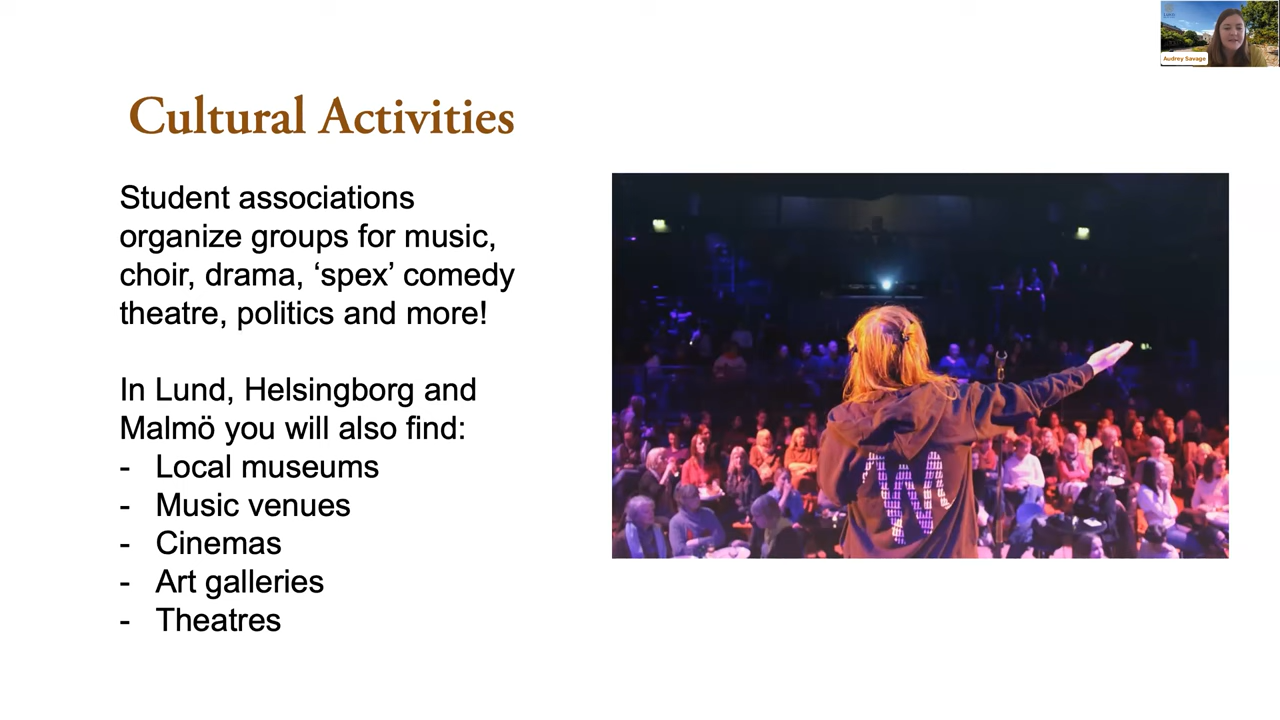 Audrey Savage
Cultural Activities
Student associations
organize groups for music,
choir, drama, ‘spex’ comedy
theatre, politics and more!
In Lund, Helsingborg and
Malmö you will also find:
- Local museums
- Music venues
- Cinemas
- Art galleries
- Theatres